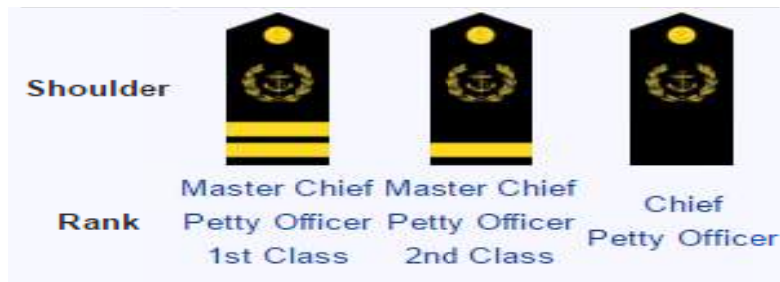 Shoulder
Rank
Master Chief
Petty Officer
1st Class
Master Chief
Petty Officer
2nd Class
Chief
Petty Officer